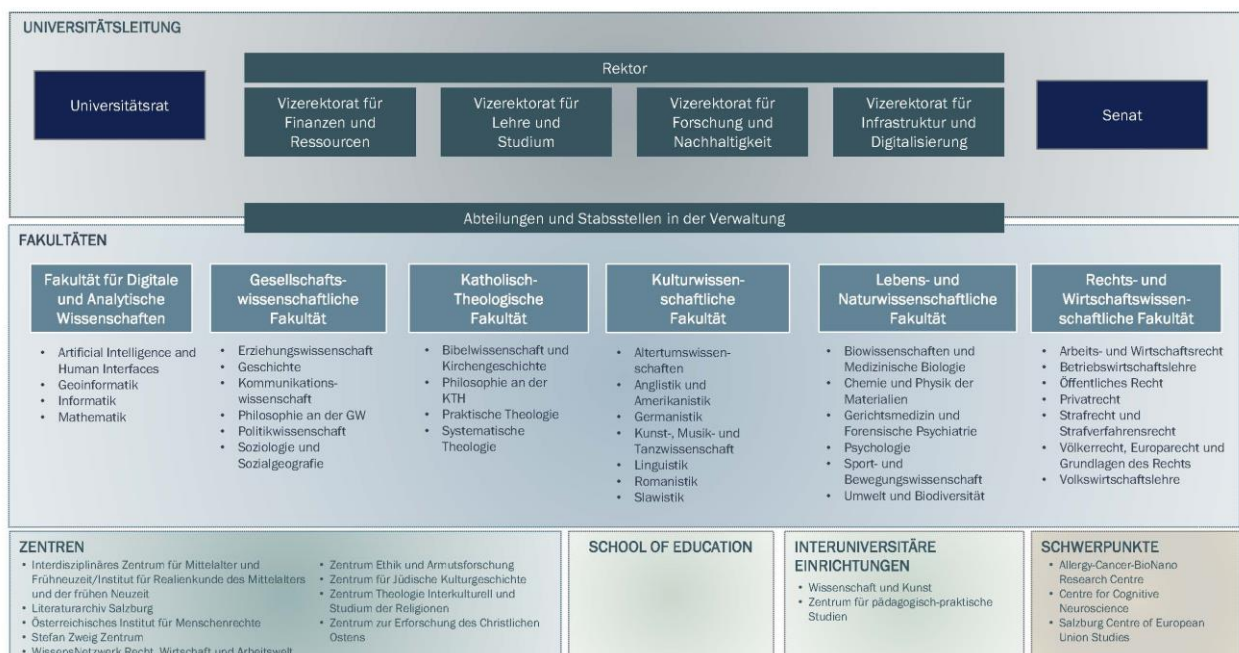 UNIVERSITÄTSLEITUNG
Universitätsrat
Rektor
Vizerektorat für
Finanzen und
Ressourcen
Vizerektorat für
Lehre und
Studium
Vizerektorat für
Forschung und
Nachhaltigkeit
Vizerektorat für
Infrastruktur und
Digitalisierung
Senat
Abteilungen und Stabsstellen in der Verwaltung
FAKULTÄTEN
Fakultät für Digitale
und Analytische
Wissenschaften
• Artificial Intelligence and
Human Interfaces
• Geoinformatik
• Informatik
• Mathematik
Gesellschafts-
wissenschaftliche
Fakultät
• Erziehungswissenschaft
• Geschichte
• Kommunikations-
wissenschaft
• Philosophie an der GW
• Politikwissenschaft
• Soziologie und
Sozialgeografie
Katholisch-
Theologische
Fakultät
• Bibelwissenschaft und
Kirchengeschichte
• Philosophie an der
KTH
• Praktische Theologie
• Systematische
Theologie
Kulturwissen-
schaftliche
Fakultät
• Altertumswissen-
schaften
• Anglistik und
Amerikanistik
• Germanistik
• Kunst-, Musik- und
Tanzwissenschaft
• Linguistik
• Romanistik
• Slawistik
Lebens- und
Naturwissenschaftliche
Fakultät
• Biowissenschaften und
Medizinische Biologie
• Chemie und Physik der
Materialien
• Gerichtsmedizin und
Forensische Psychiatrie
• Psychologie
• Sport- und
Bewegungswissenschaft
• Umwelt und Biodiversität
Rechts- und
Wirtschaftswissen-
schaftliche Fakultät
• Arbeits- und Wirtschaftsrecht
• Betriebswirtschaftslehre
• Öffentliches Recht
• Privatrecht
• Strafrecht und
Strafverfahrensrecht
• Völkerrecht, Europarecht und
Grundlagen des Rechts
• Volkswirtschaftslehre
ZENTREN
• Interdisziplinäres Zentrum für Mittelalter und
Frühneuzeit/Institut für Realienkunde des Mittelalters
und der frühen Neuzeit
• Literaturarchiv Salzburg
• Österreichisches Institut für Menschenrechte
• Stefan Zweig Zentrum
• WissensNetzwerk Recht, Wirtschaft und Arbeitswelt
• Zentrum Ethik und Armutsforschung
• Zentrum für Jüdische Kulturgeschichte
• Zentrum Theologie Interkulturell und
Studium der Religionen
• Zentrum zur Erforschung des Christlichen
Ostens
SCHOOL OF EDUCATION
INTERUNIVERSITÄRE
EINRICHTUNGEN
• Wissenschaft und Kunst
• Zentrum für pädagogisch-praktische
Studien
SCHWERPUNKTE
• Allergy-Cancer-BioNano
Research Centre
• Centre for Cognitive
Neuroscience
• Salzburg Centre of European
Union Studies